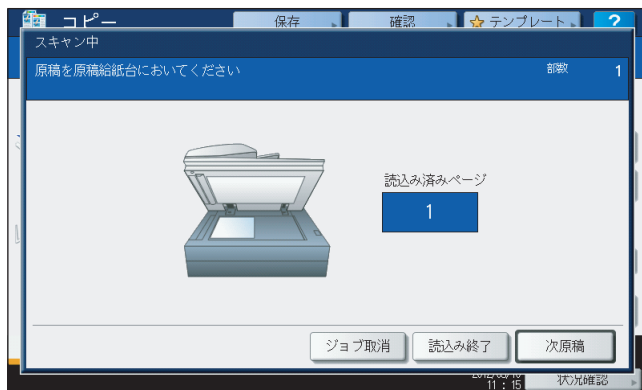 コピー
保存
確認
テンプレート
?
スキャン中
原稿を原稿給紙台においてください
部数 1
読込み済みページ
1
ジョブ取消
読込み終了
次原稿
11 : 15
状況確認